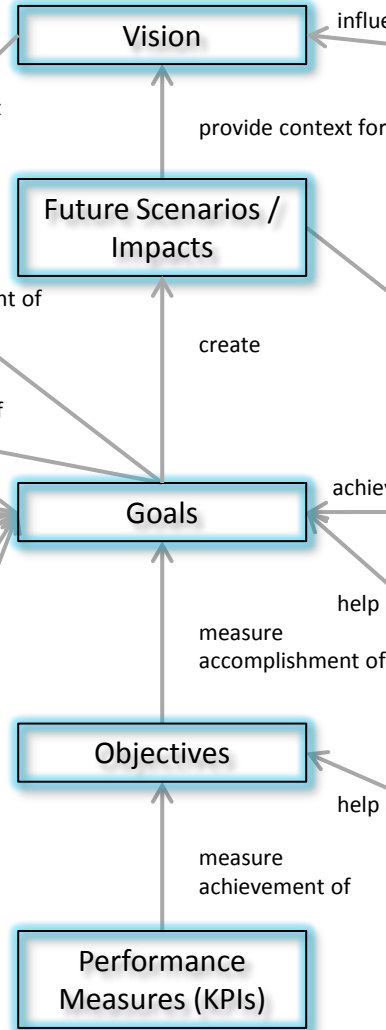 Vision
influe
provide context for
Future Scenarios /
Impacts
nt of
create
f
Goals
achiev
help
measure
accomplishment of
Objectives
help
measure
achievement of
Performance
Measures (KPIs)